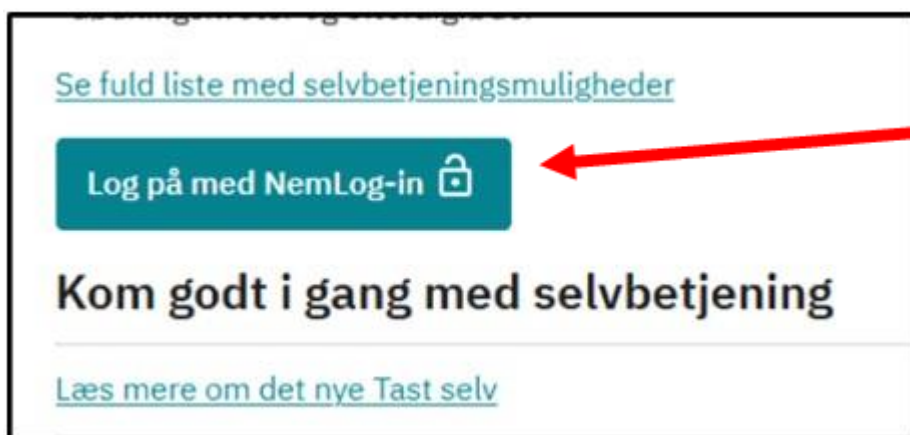 Se fuld liste med selvbetjeningsmuligheder
Log på med NemLog-in
Kom godt i gang med selvbetjening
Læs mere om det nye Tast selv